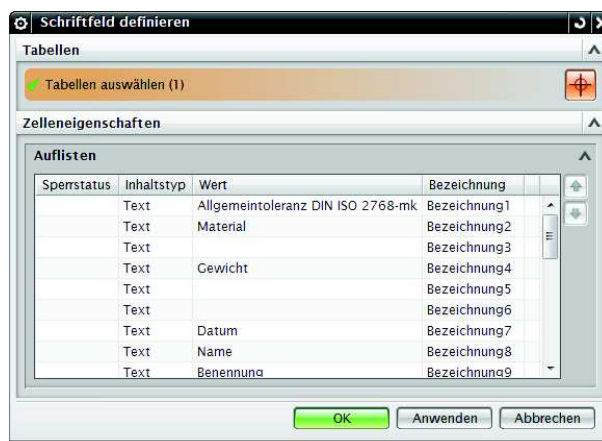 Schriftfeld definieren
Tabellen
Tabellen auswählen (1)
Zelleneigenschaften
Auflisten
Sperrstatus Inhaltstyp Wert Bezeichnung
Text Allgemeintoleranz DIN ISO 2768-mk Bezeichnung1
Text Material Bezeichnung2
Text Bezeichnung3
Text Gewicht Bezeichnung4
Text Bezeichnung5
Text Bezeichnung6
Text Datum Bezeichnung7
Text Name Bezeichnung8
Text Benennung Bezeichnung9
OK Anwenden Abbrechen